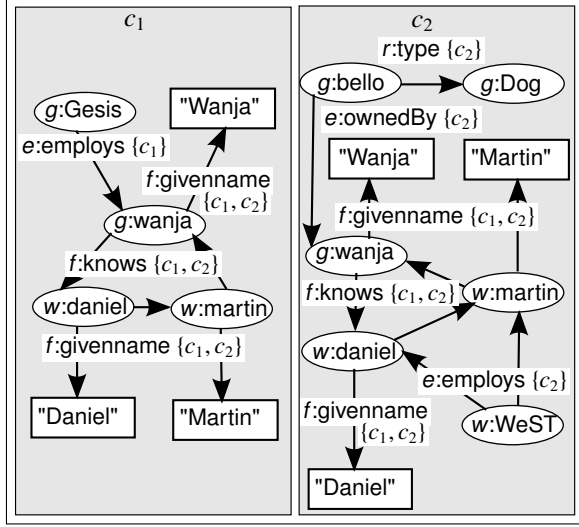 c₁
g:Gesis
"Wanja"
e:employs {c₁}
f:givenname
{c₁, c₂}
g:wanja
f:knows {c₁, c₂}
w:daniel
w:martin
f:givenname {c₁, c₂}
"Daniel"
"Martin"
c₂
r:type {c₂}
g:bello
g:Dog
e:ownedBy {c₂}
"Wanja"
"Martin"
f:givenname {c₁, c₂}
g:wanja
f:knows {c₁, c₂}
w:martin
w:daniel
e:employs {c₂}
f:givenname
{c₁, c₂}
w:WeST
"Daniel"